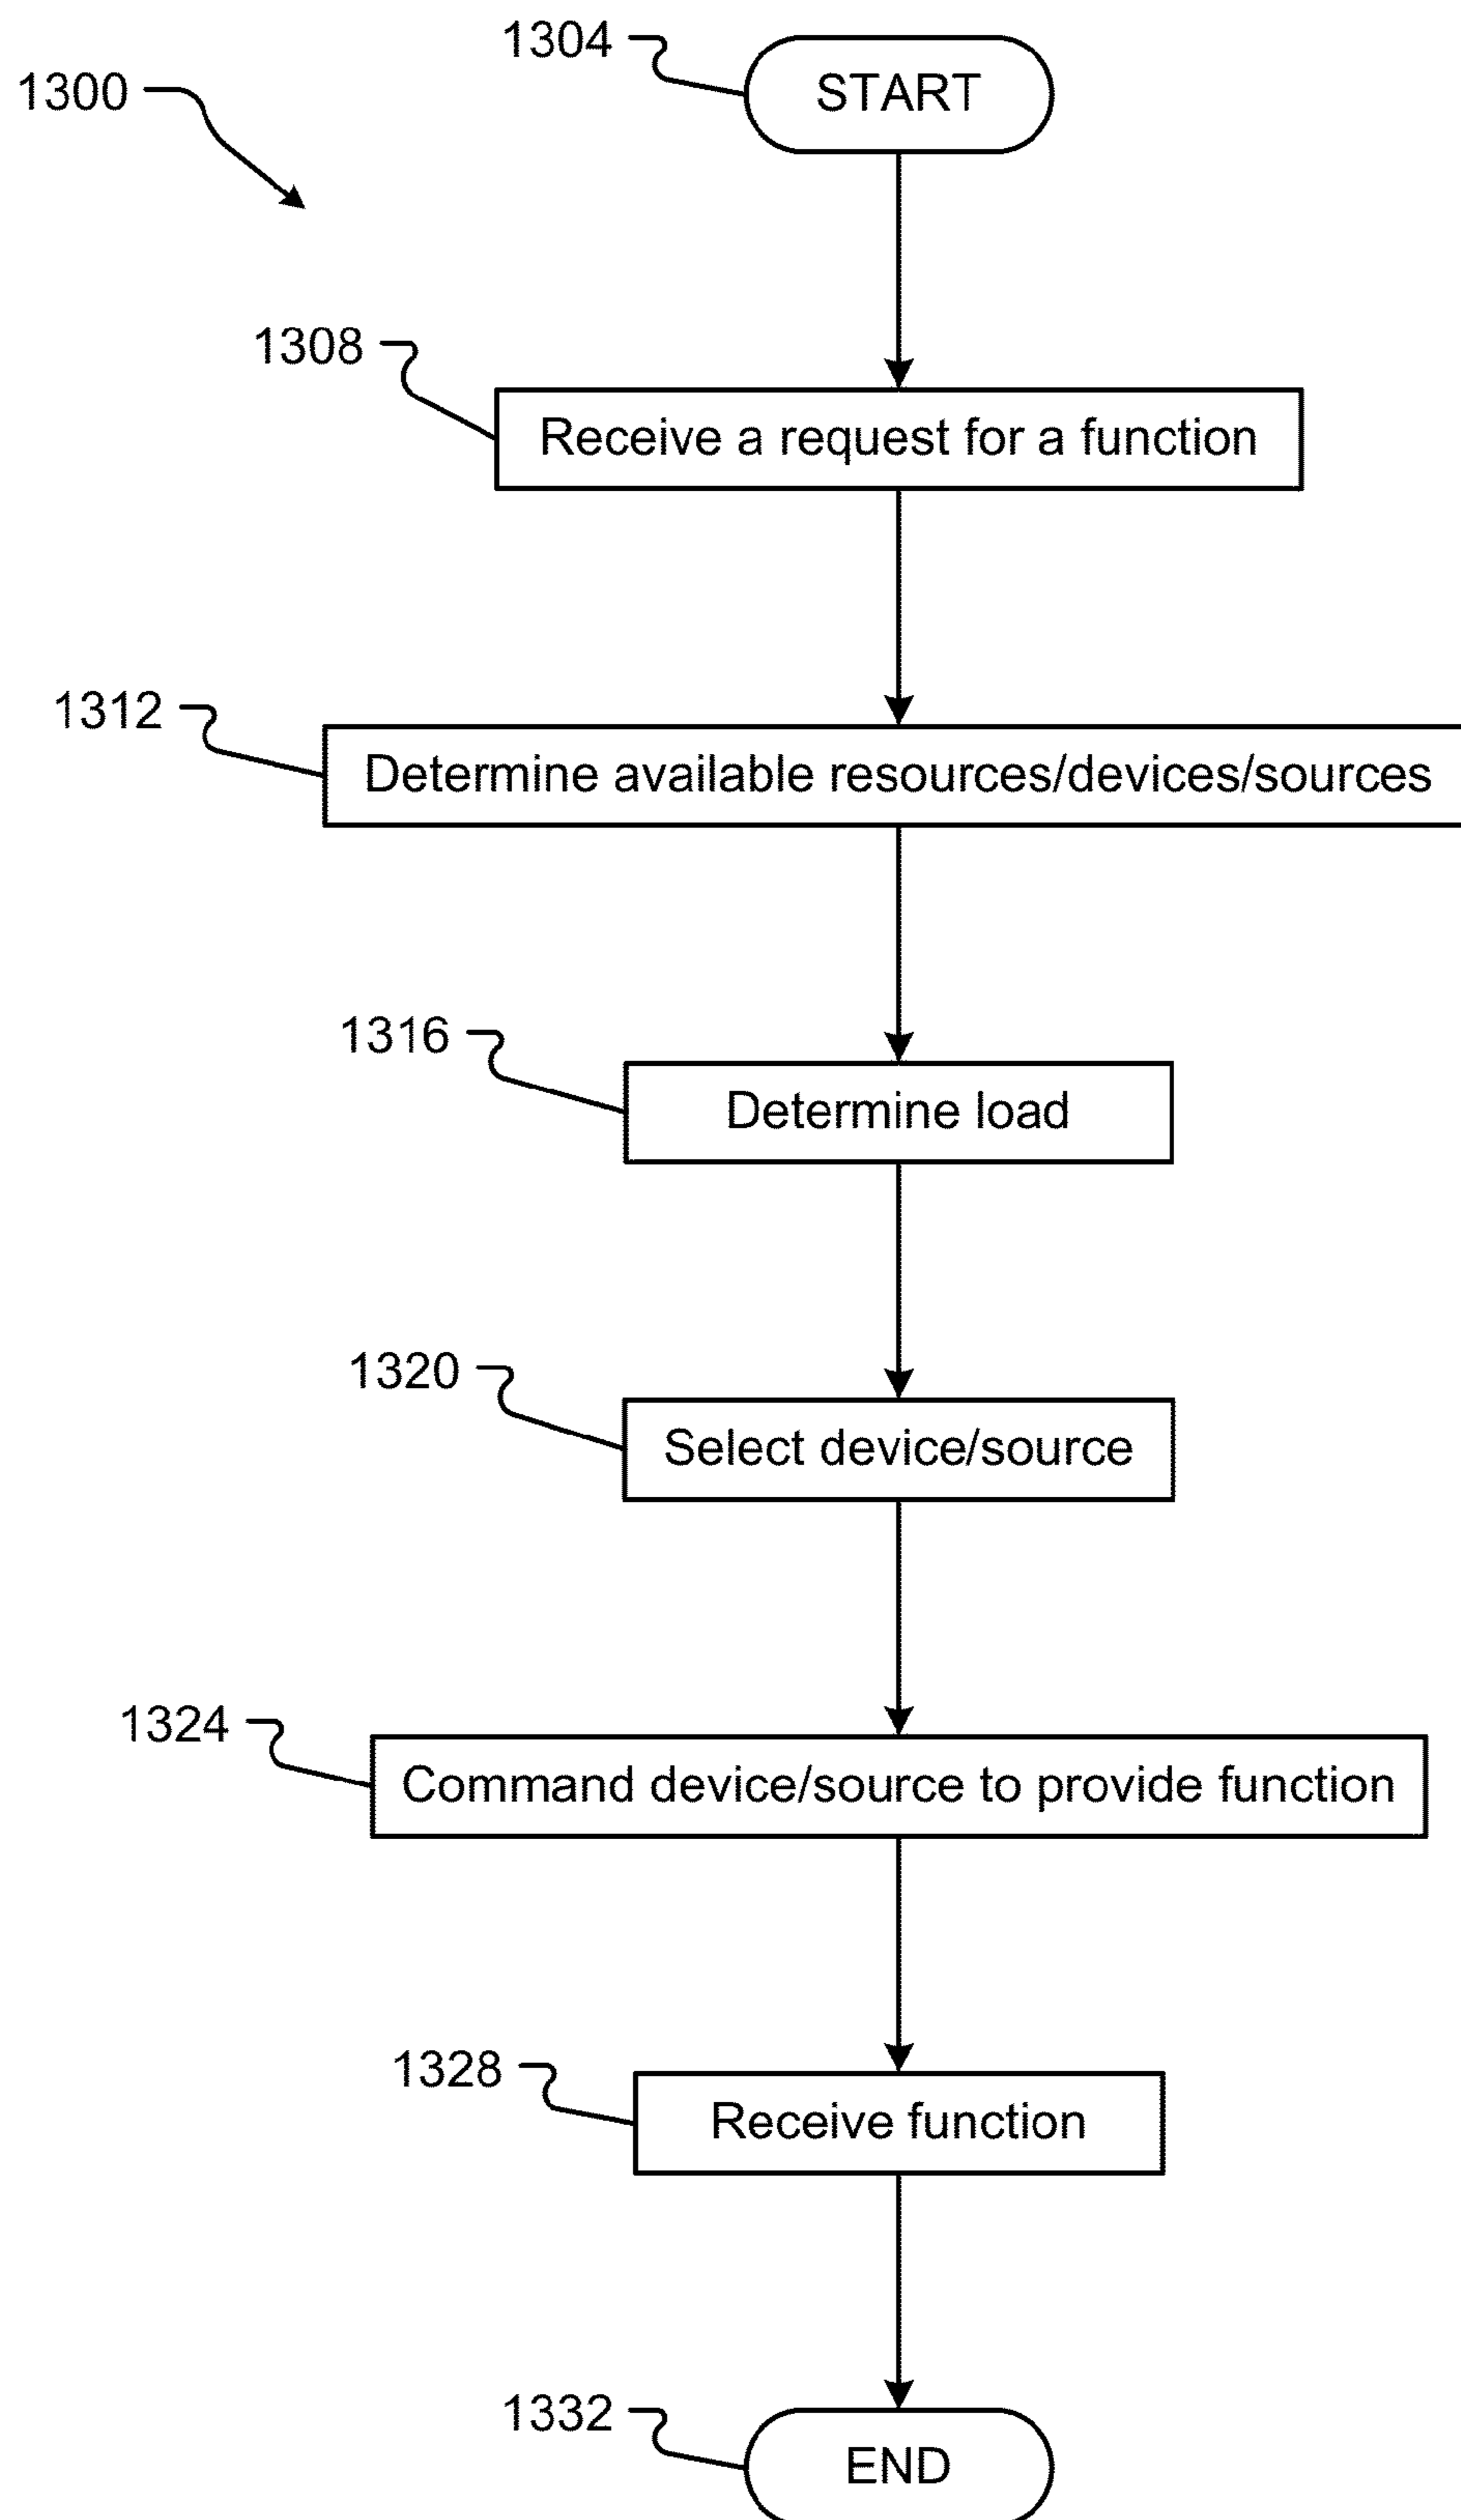 1304
START
1300
1308
Receive a request for a function
1312
Determine available resources/devices/sources
1316
Determine load
1320
Select device/source
1324
Command device/source to provide function
1328
Receive function
1332
END